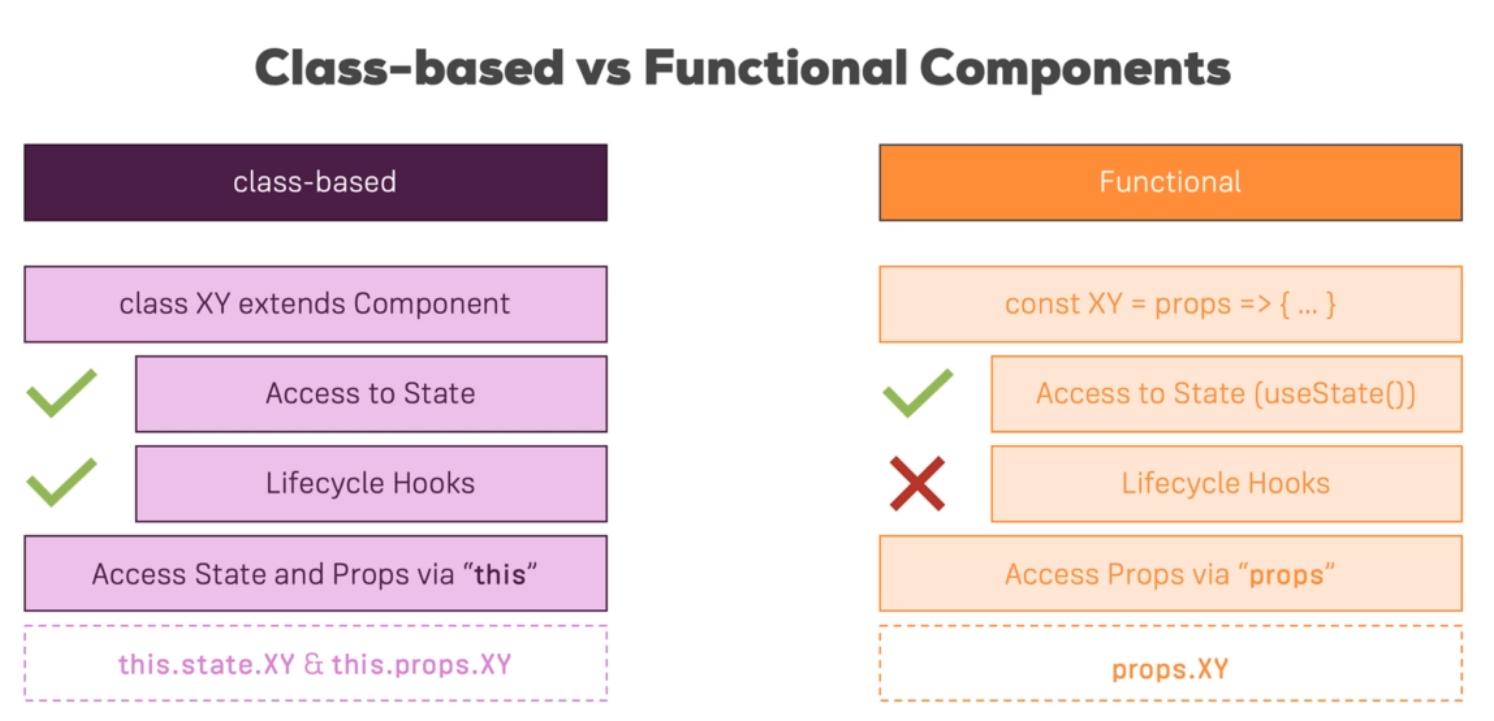 Class-based vs Functional Components
class-based
class XY extends Component
Access to State
Lifecycle Hooks
Access State and Props via “this”
this.state.XY & this.props.XY
Functional
const XY = props => { ... }
Access to State (useState())
Lifecycle Hooks
Access Props via “props”
props.XY